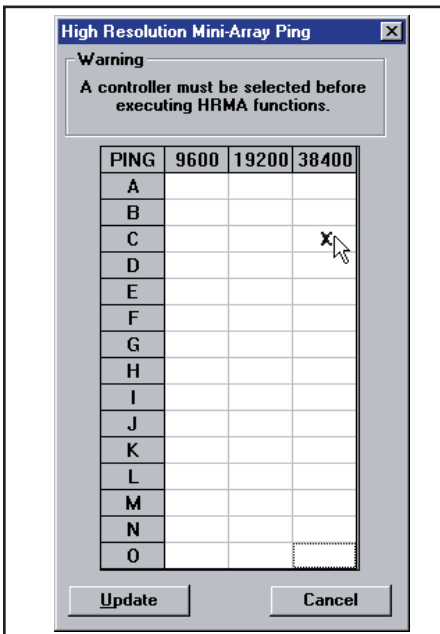 High Resolution Mini-Array Ping
Warning
A controller must be selected before
executing HRMA functions.
PING 9600 19200 38400
A
B
C X
D
E
F
G
H
I
J
K
L
M
N
O
Update Cancel